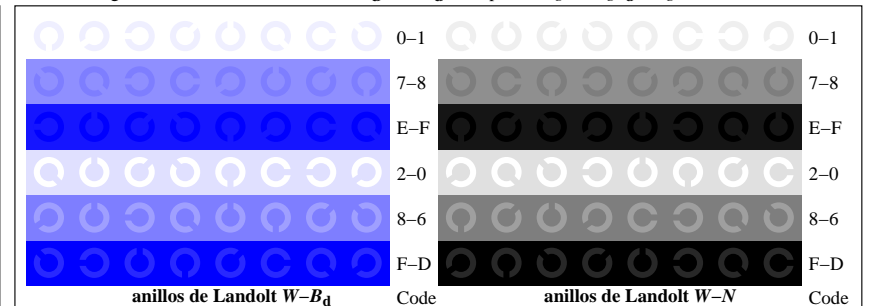 0–1 0–1
7–8 7–8
E–F E–F
2–0 2–0
8–6 8–6
F–D F–D
anillos de Landolt W–Bd Code anillos de Landolt W–N Code